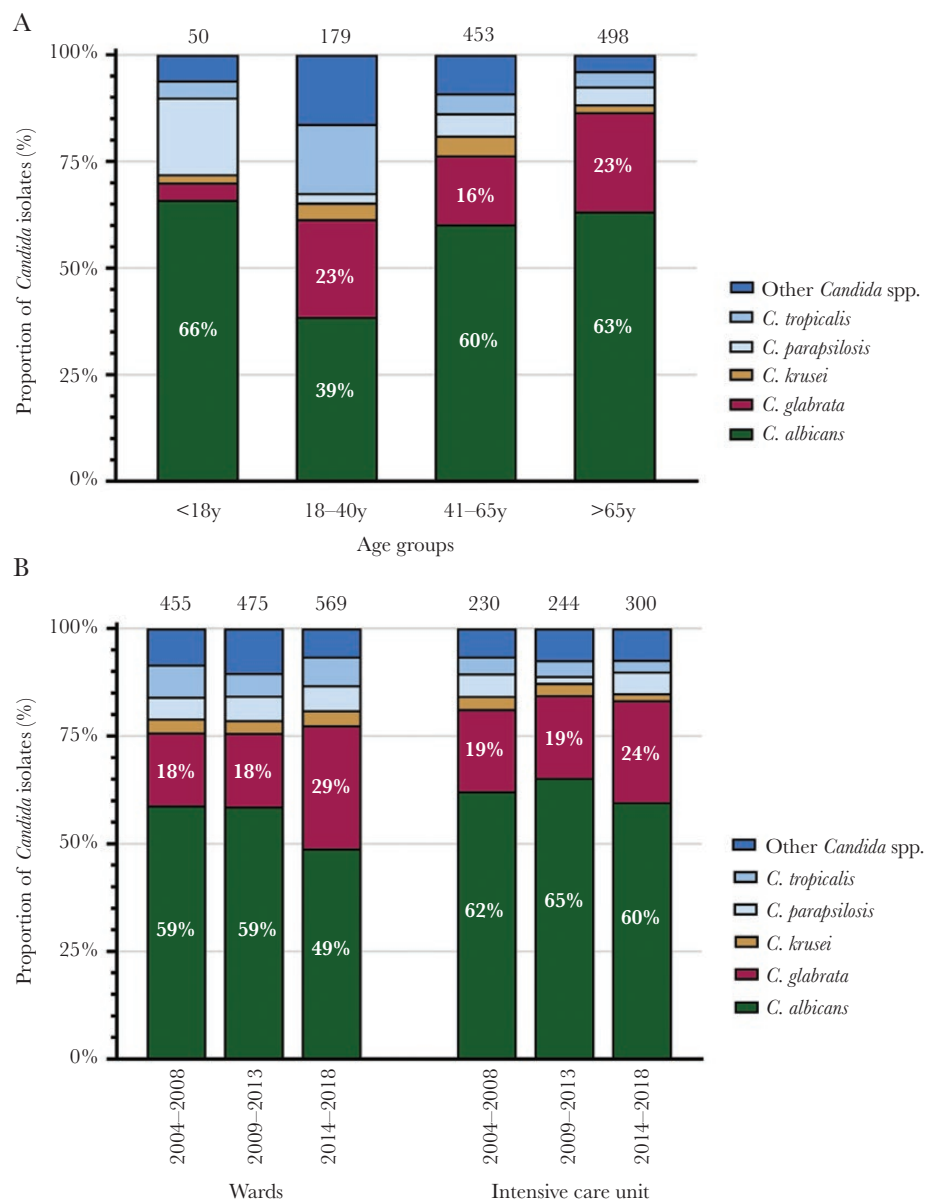 A
50 179 453 498
Proportion of Candida isolates (%)
100%
75%
50%
25%
0%
66%
39%
23%
60%
16%
63%
23%
<18y 18–40y 41–65y >65y
Age groups
Other Candida spp.
C. tropicalis
C. parapsilosis
C. krusei
C. glabrata
C. albicans
B
455 475 569 230 244 300
Proportion of Candida isolates (%)
100%
75%
50%
25%
0%
18% 18% 29% 19% 19% 24%
59% 59% 49% 62% 65% 60%
2004–2008 2009–2013 2014–2018 2004–2008 2009–2013 2014–2018
Wards Intensive care unit
Other Candida spp.
C. tropicalis
C. parapsilosis
C. krusei
C. glabrata
C. albicans